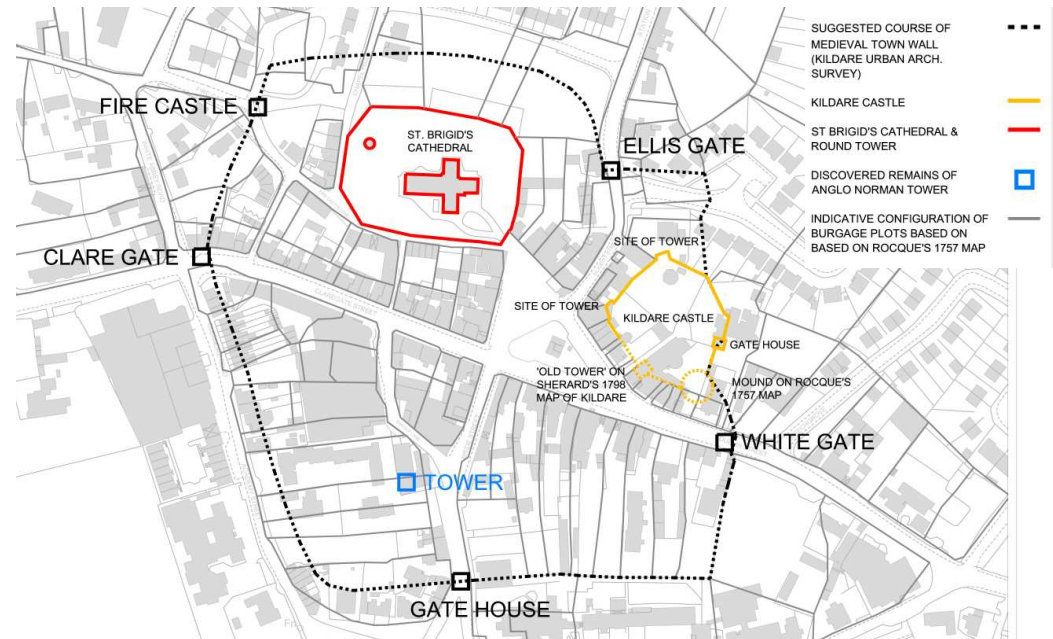 SUGGESTED COURSE OF
MEDIEVAL TOWN WALL
(KILDARE URBAN ARCH.
SURVEY)
KILDARE CASTLE
ST BRIGID'S CATHEDRAL &
ROUND TOWER
DISCOVERED REMAINS OF
ANGLO NORMAN TOWER
INDICATIVE CONFIGURATION OF
BURGAGE PLOTS BASED ON
BASED ON ROCQUE'S 1757 MAP
FIRE CASTLE
ST. BRIGID'S
CATHEDRAL
ELLIS GATE
CLARE GATE
SITE OF TOWER
SITE OF TOWER
KILDARE CASTLE
GATE HOUSE
'OLD TOWER' ON
SHERARD'S 1798
MAP OF KILDARE
MOUND ON ROCQUE'S
1757 MAP
WHITE GATE
TOWER
GATE HOUSE